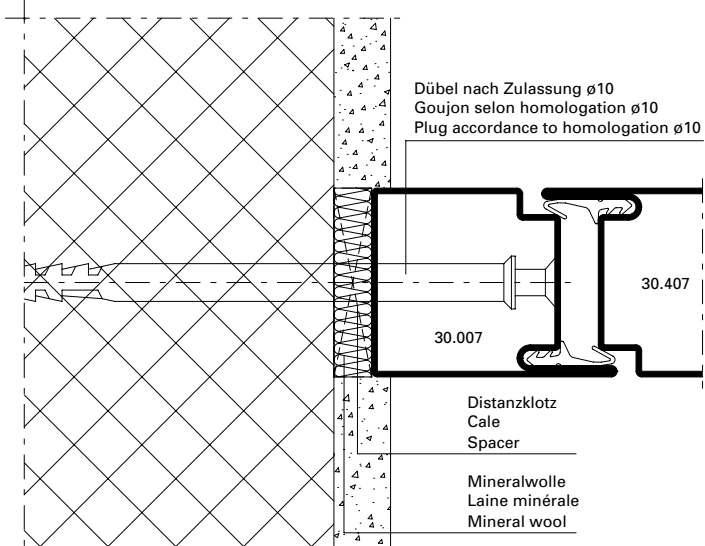 Dübel nach Zulassung ø10
Goujon selon homologation ø10
Plug accordance to homologation ø10
30.407
30.007
Distanzklotz
Cale
Spacer
Mineralwolle
Laine minérale
Mineral wool